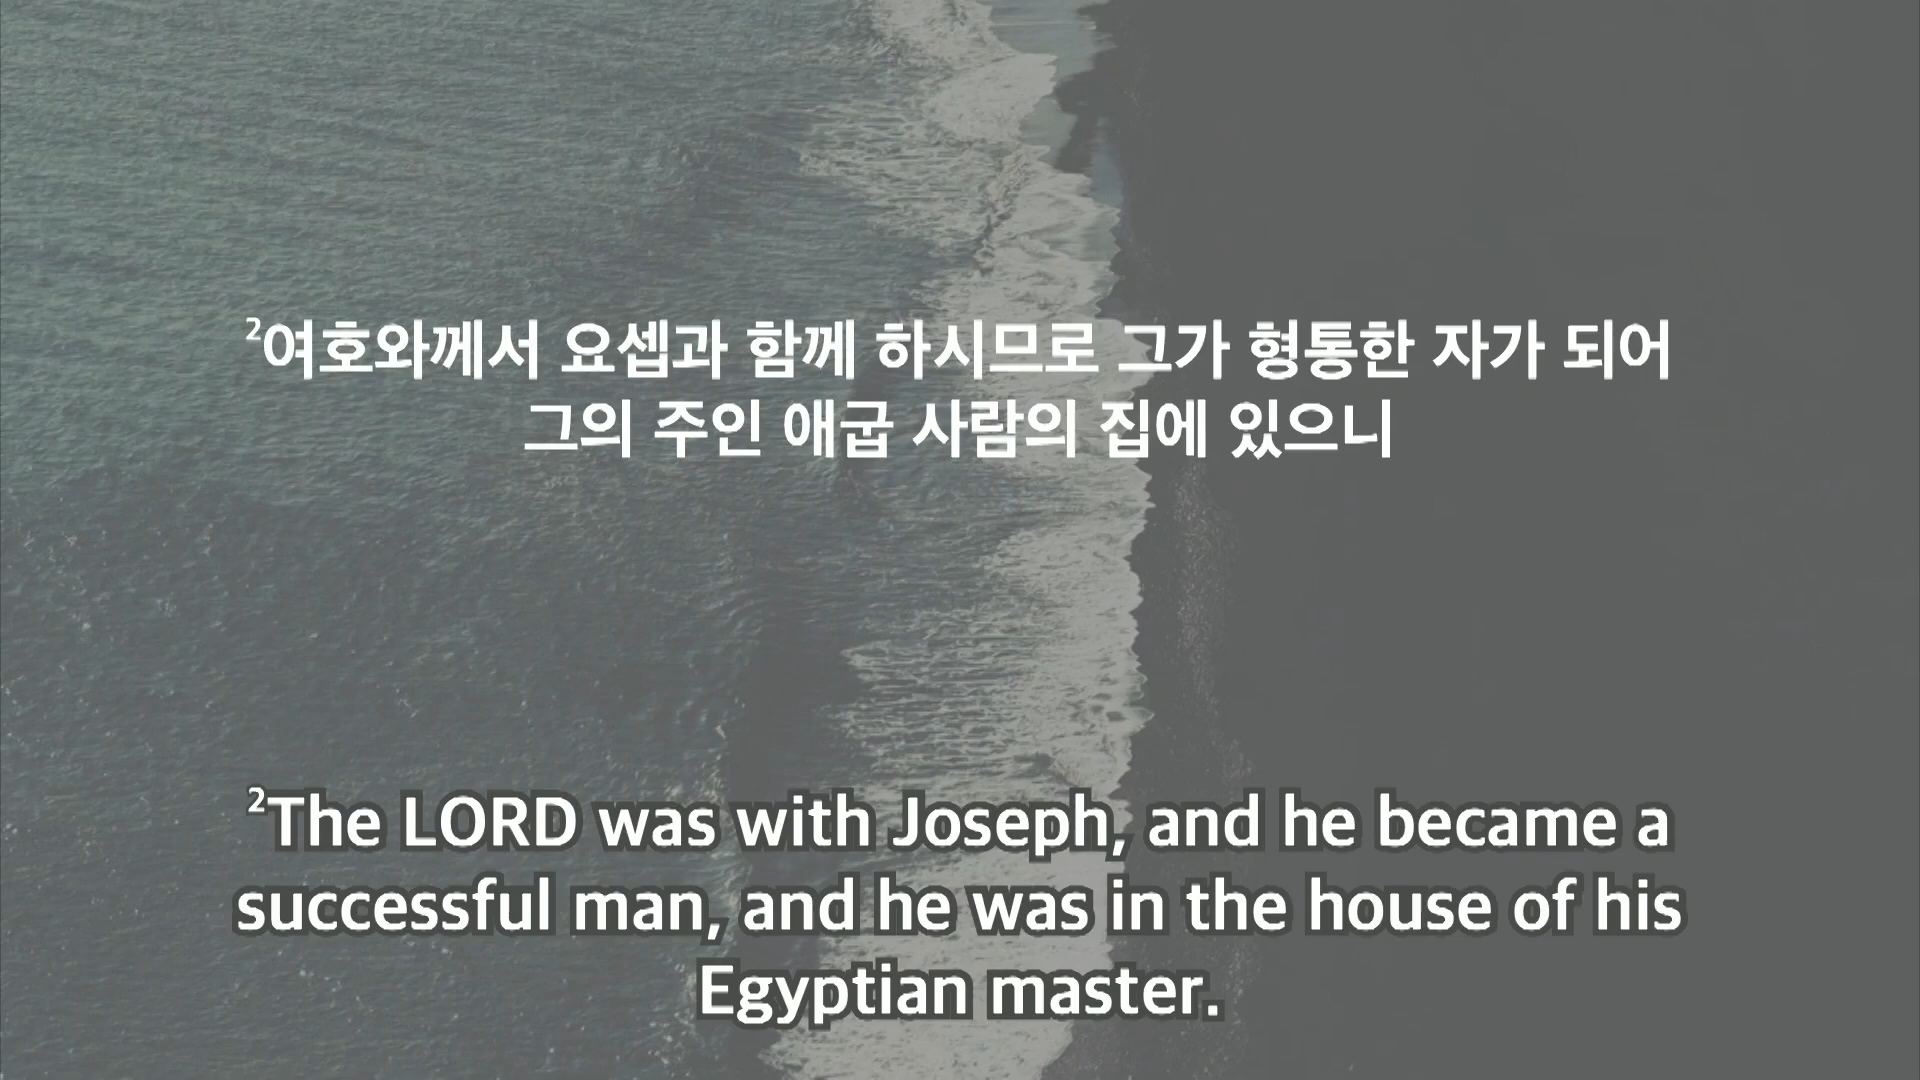 ²여호와께서 요셉과 함께 하시므로 그가 형통한 자가 되어
그의 주인 애굽 사람의 집에 있으니
²The LORD was with Joseph, and he became a
successful man, and he was in the house of his
Egyptian master.